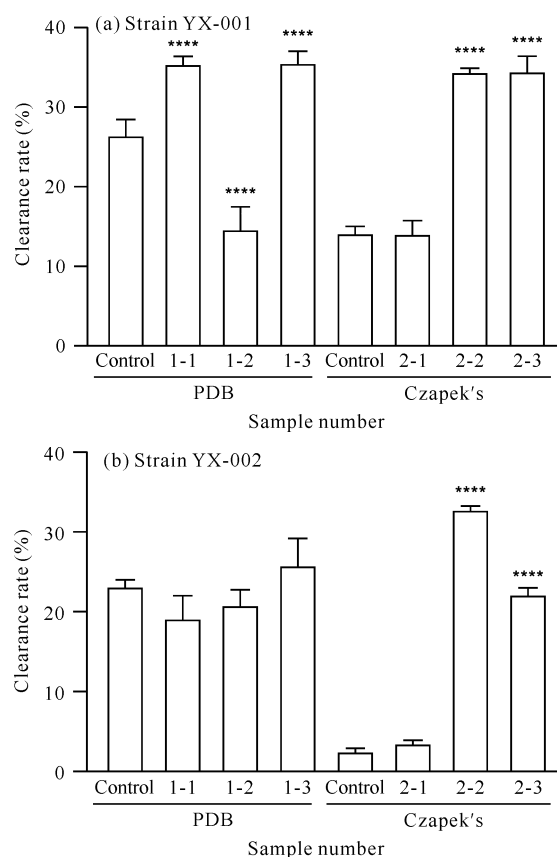 (a) Strain YX-001
Clearance rate (%)
40
30
20
10
0
****
****
****
****
****
Control 1-1 1-2 1-3 Control 2-1 2-2 2-3
PDB Czapek's
Sample number
(b) Strain YX-002
Clearance rate (%)
40
30
20
10
0
****
****
Control 1-1 1-2 1-3 Control 2-1 2-2 2-3
PDB Czapek's
Sample number